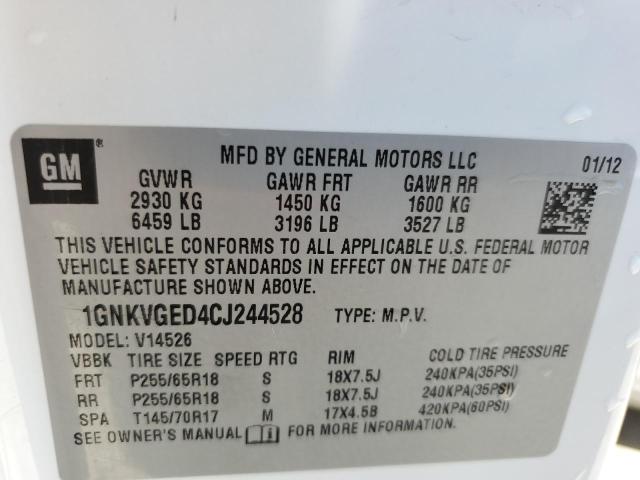 GM ®
MFD BY GENERAL MOTORS LLC 01/12
GVWR GAWR FRT GAWR RR
2930 KG 1450 KG 1600 KG
6459 LB 3196 LB 3527 LB
THIS VEHICLE CONFORMS TO ALL APPLICABLE U.S. FEDERAL MOTOR
VEHICLE SAFETY STANDARDS IN EFFECT ON THE DATE OF
MANUFACTURE SHOWN ABOVE.
1GNKVGED4CJ244528 TYPE: M.P.V.
MODEL: V14526
VBBK TIRE SIZE SPEED RTG RIM COLD TIRE PRESSURE
FRT P255/65R18 S 18X7.5J 240KPA(35PSI)
RR P255/65R18 S 18X7.5J 240KPA(35PSI)
SPA T145/70R17 M 17X4.5B 420KPA(60PSI)
SEE OWNER'S MANUAL FOR MORE INFORMATION